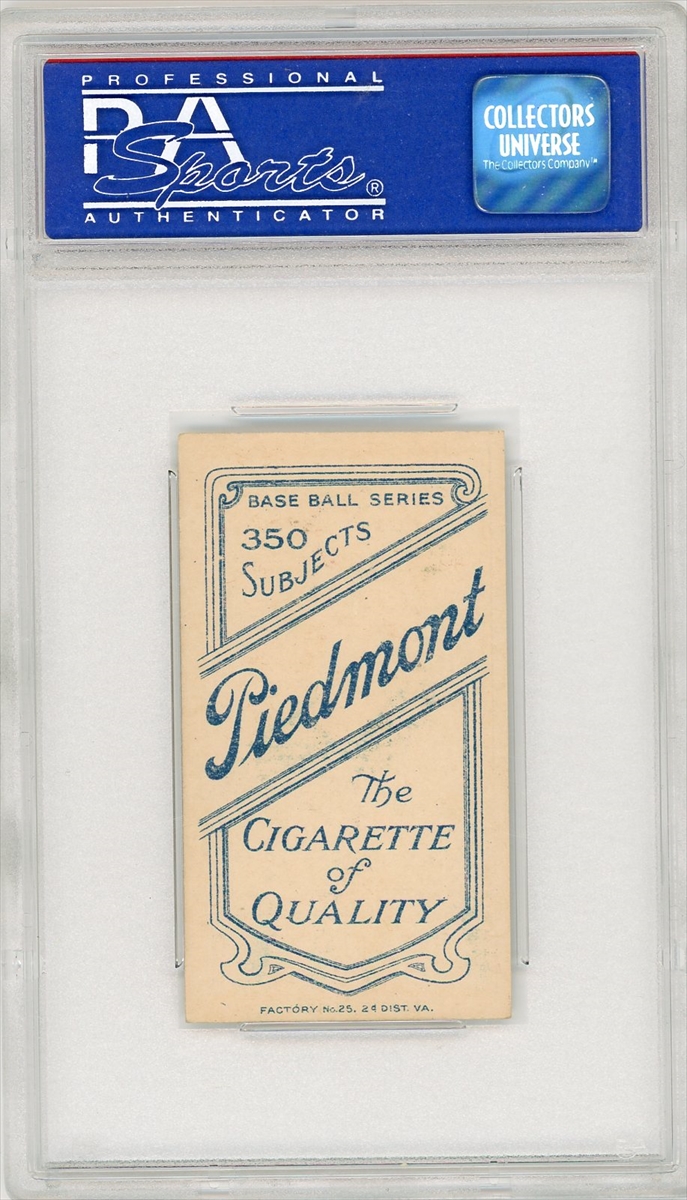 PROFESSIONAL
PSA
Sports®
AUTHENTICATOR
COLLECTORS
UNIVERSE
The Collectors Company™
BASE BALL SERIES
350
SUBJECTS
Piedmont
The
CIGARETTE
of
QUALITY
FACTORY No. 25. 2d DIST. VA.